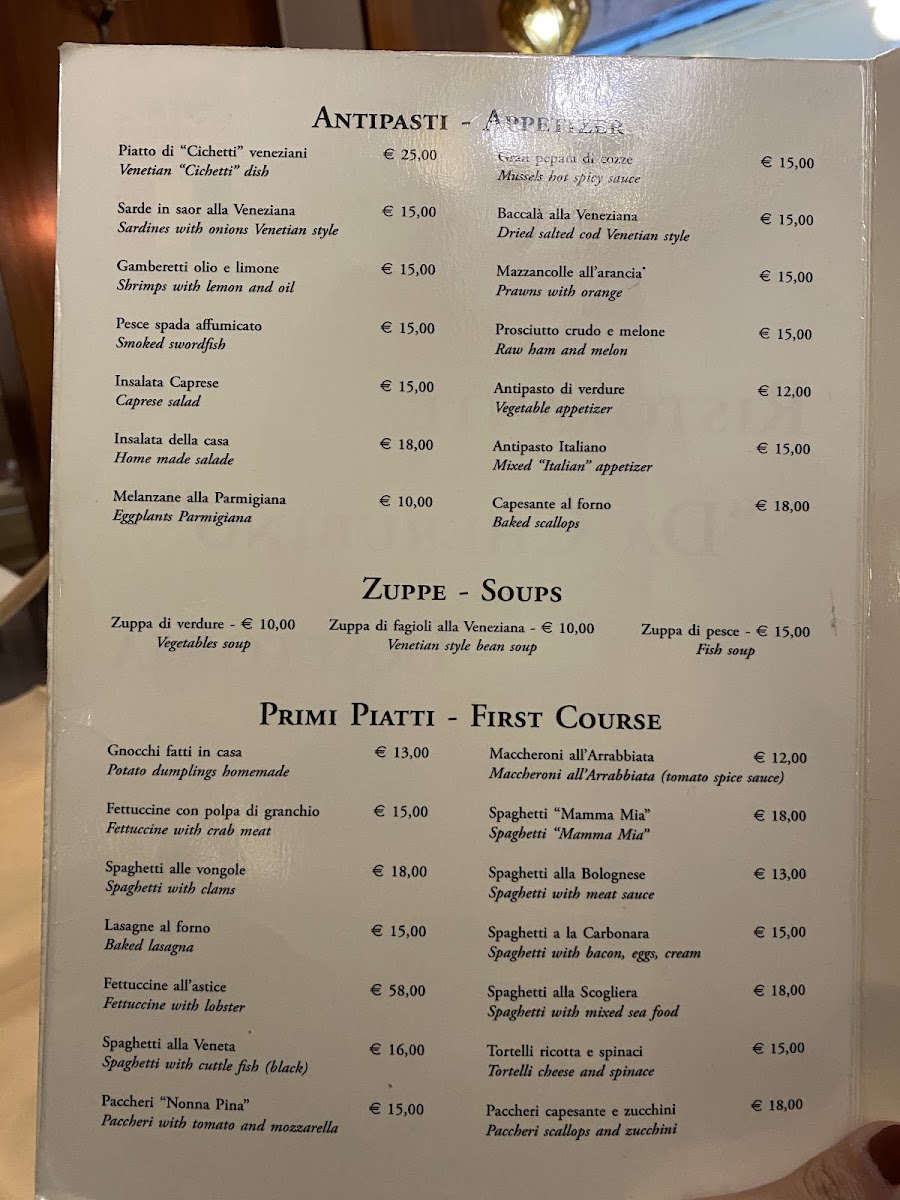 Antipasti - Appetizer
Piatto di "Cichetti" veneziani € 25,00
Venetian "Cichetti" dish
Sarde in saor alla Veneziana € 15,00
Sardines with onions Venetian style
Gamberetti olio e limone € 15,00
Shrimps with lemon and oil
Pesce spada affumicato € 15,00
Smoked swordfish
Insalata Caprese € 15,00
Caprese salad
Insalata della casa € 18,00
Home made salade
Melanzane alla Parmigiana € 10,00
Eggplants Parmigiana
Gran pepata di cozze € 15,00
Mussels hot spicy sauce
Baccalà alla Veneziana € 15,00
Dried salted cod Venetian style
Mazzancolle all'arancia* € 15,00
Prawns with orange
Prosciutto crudo e melone € 15,00
Raw ham and melon
Antipasto di verdure € 12,00
Vegetable appetizer
Antipasto Italiano € 15,00
Mixed "Italian" appetizer
Capesante al forno € 18,00
Baked scallops
Zuppe - Soups
Zuppa di verdure - € 10,00
Vegetables soup
Zuppa di fagioli alla Veneziana - € 10,00
Venetian style bean soup
Zuppa di pesce - € 15,00
Fish soup
Primi Piatti - First Course
Gnocchi fatti in casa € 13,00
Potato dumplings homemade
Fettuccine con polpa di granchio € 15,00
Fettuccine with crab meat
Spaghetti alle vongole € 18,00
Spaghetti with clams
Lasagne al forno € 15,00
Baked lasagna
Fettuccine all'astice € 58,00
Fettuccine with lobster
Spaghetti alla Veneta € 16,00
Spaghetti with cuttle fish (black)
Paccheri "Nonna Pina" € 15,00
Paccheri with tomato and mozzarella
Maccheroni all'Arrabbiata € 12,00
Maccheroni all'Arrabbiata (tomato spice sauce)
Spaghetti "Mamma Mia" € 18,00
Spaghetti "Mamma Mia"
Spaghetti alla Bolognese € 13,00
Spaghetti with meat sauce
Spaghetti a la Carbonara € 15,00
Spaghetti with bacon, eggs, cream
Spaghetti alla Scogliera € 18,00
Spaghetti with mixed sea food
Tortelli ricotta e spinaci € 15,00
Tortelli cheese and spinace
Paccheri capesante e zucchini € 18,00
Paccheri scallops and zucchini